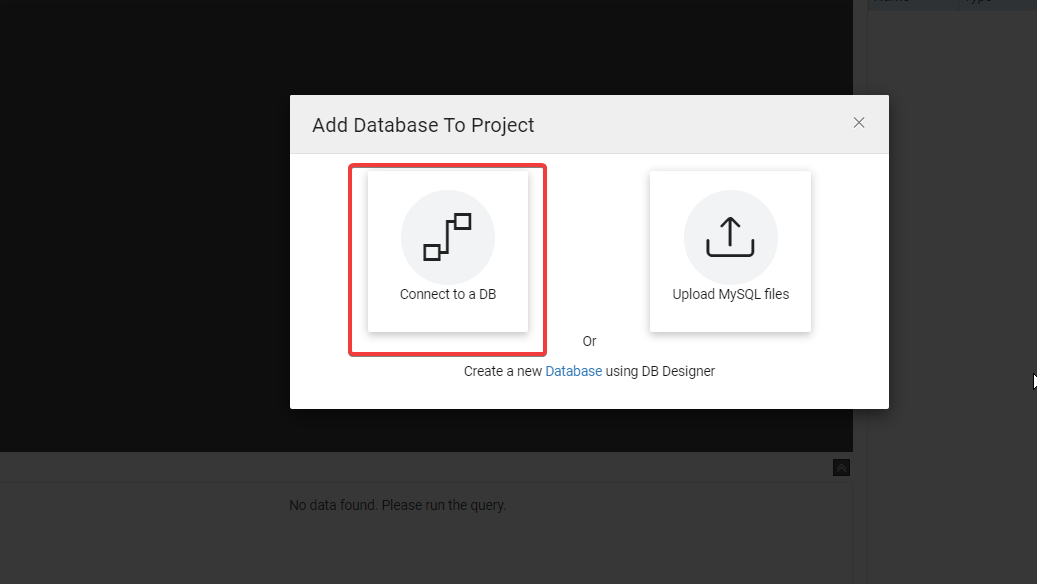 Add Database To Project
Connect to a DB
Upload MySQL files
Or
Create a new Database using DB Designer
No data found. Please run the query.